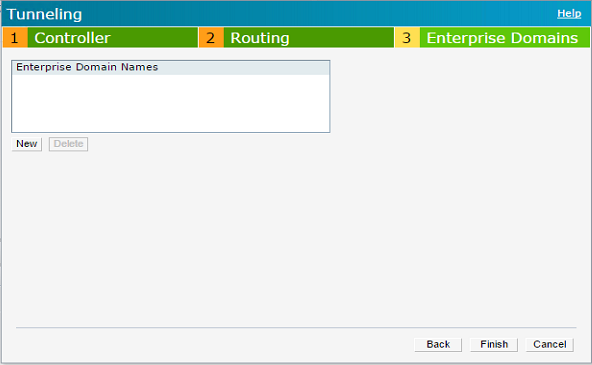 Tunneling Help
1 Controller 2 Routing 3 Enterprise Domains
Enterprise Domain Names
New Delete
Back Finish Cancel